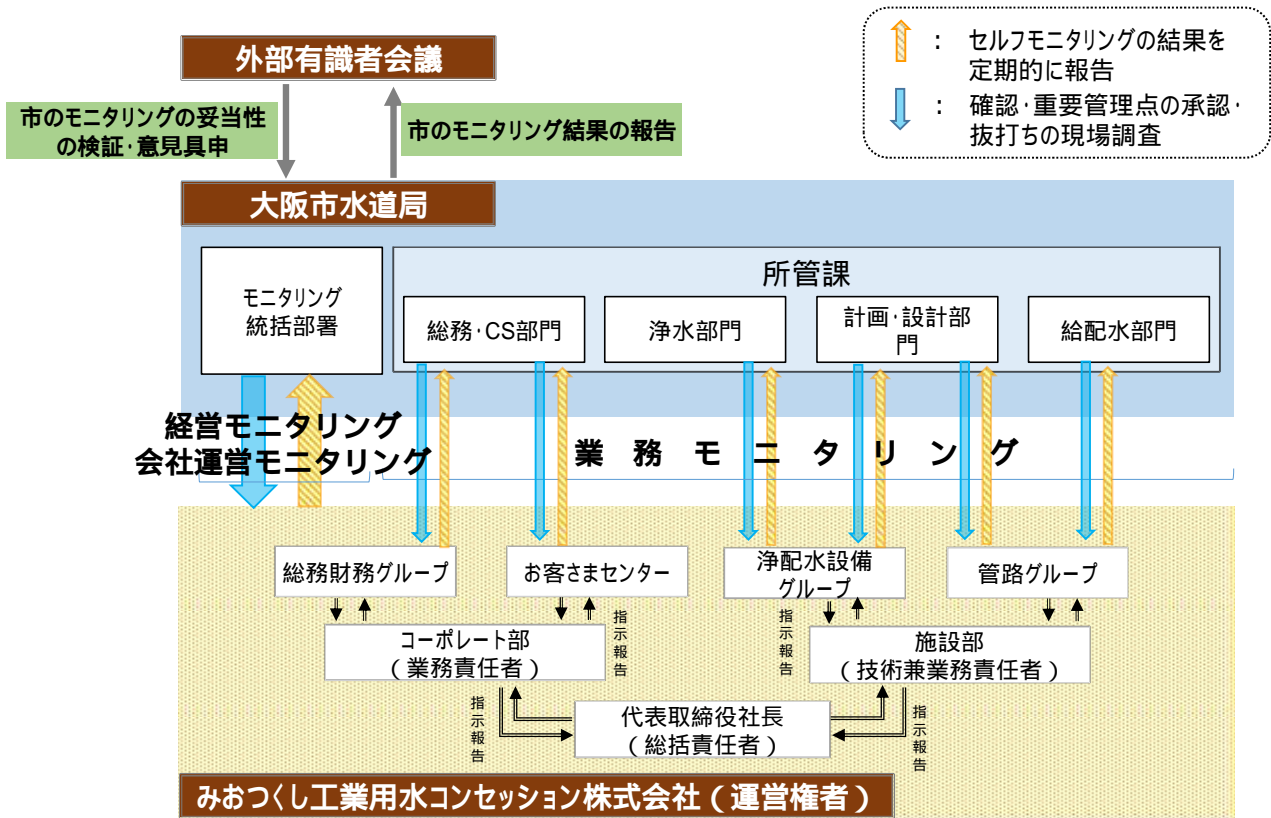 外部有識者会議
市のモニタリングの妥当性
の検証・意見具申
市のモニタリング結果の報告
： セルフモニタリングの結果を
定期的に報告
： 確認・重要管理点の承認・
抜打ちの現場調査
大阪市水道局
モニタリング
統括部署
所管課
総務・CS部門
浄水部門
計画・設計部
門
給配水部門
経営モニタリング
会社運営モニタリング
業務モニタリング
総務財務グループ
お客さまセンター
浄配水設備
グループ
管路グループ
指示報告
指示報告
コーポレート部
（業務責任者）
施設部
（技術兼業務責任者）
指示報告
指示報告
代表取締役社長
（総括責任者）
みおつくし工業用水コンセッション株式会社（運営権者）